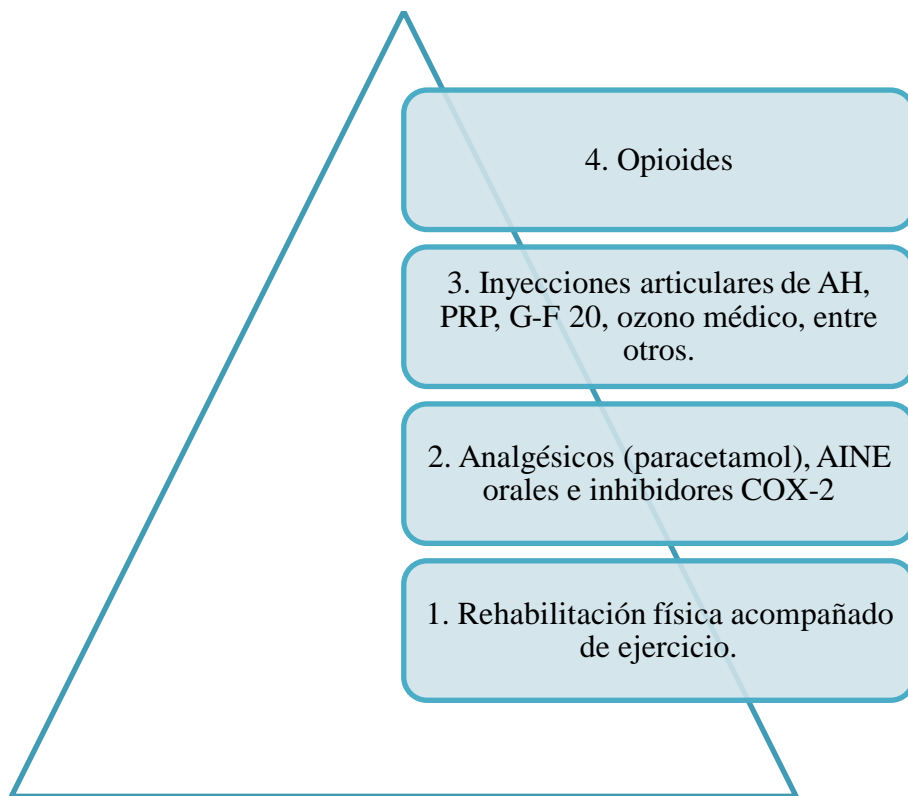 4. Opioides
3. Inyecciones articulares de AH,
PRP, G-F 20, ozono médico, entre
otros.
2. Analgésicos (paracetamol), AINE
orales e inhibidores COX-2
1. Rehabilitación física acompañado
de ejercicio.